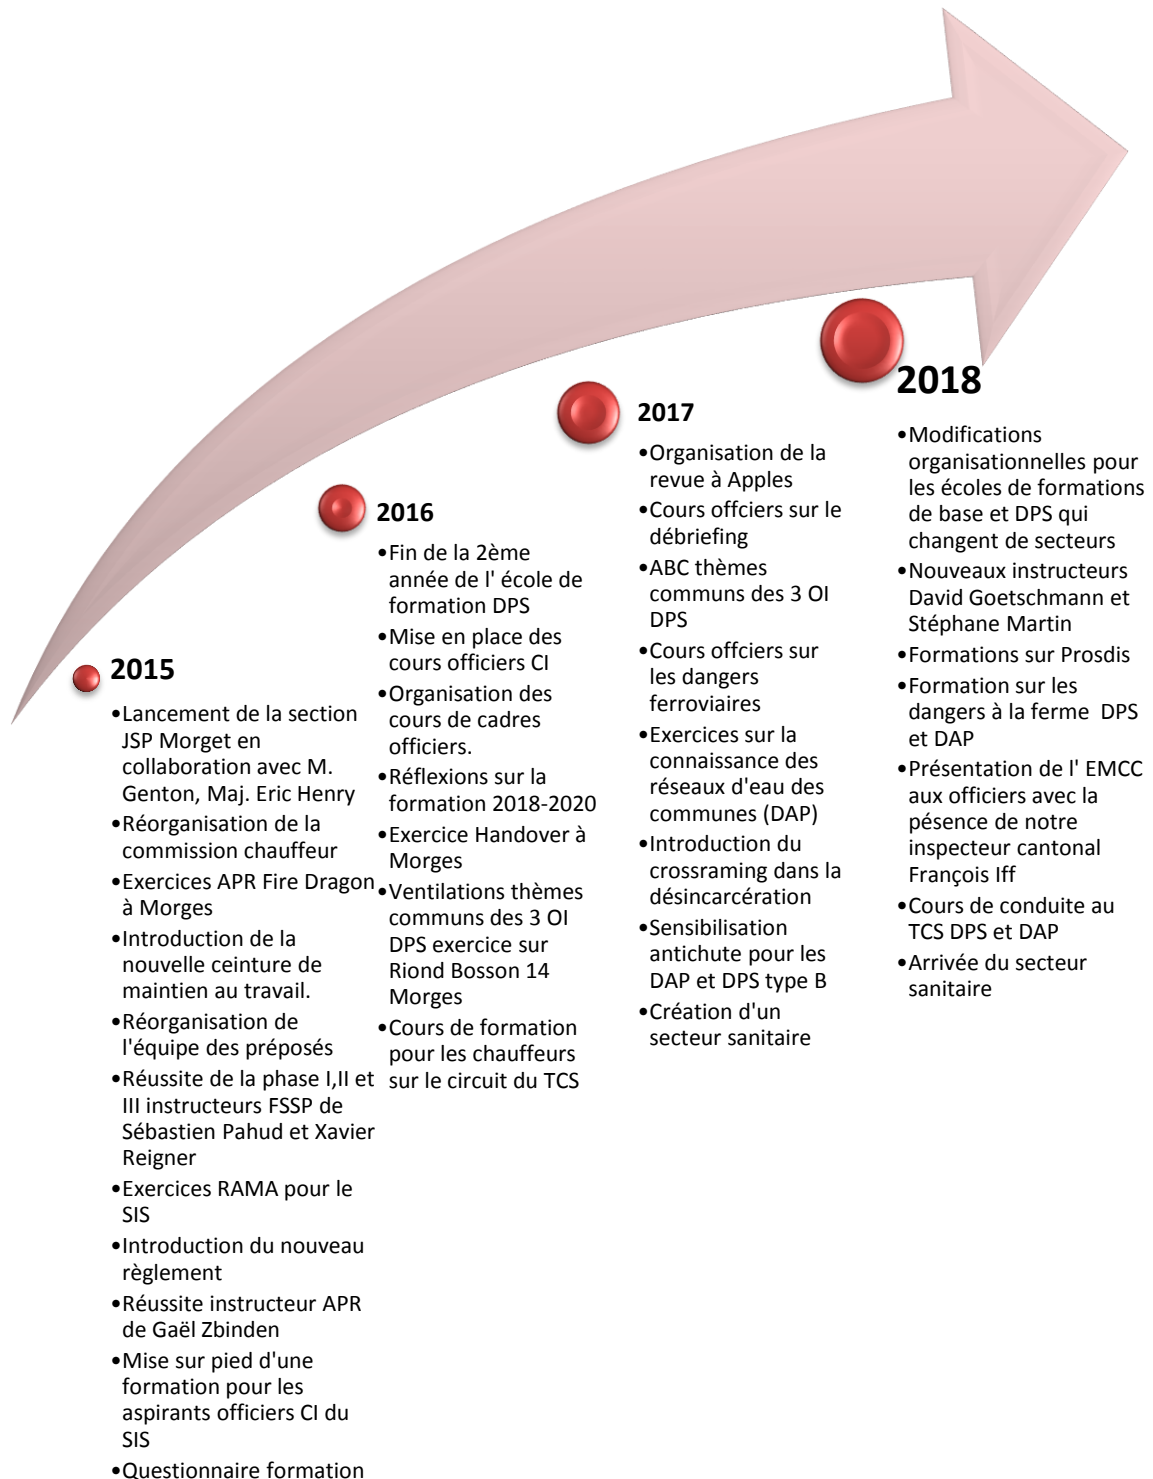 2015
•Lancement de la section
JSP Morget en
collaboration avec M.
Genton, Maj. Eric Henry
•Réorganisation de la
commission chauffeur
•Exercices APR Fire Dragon
à Morges
•Introduction de la
nouvelle ceinture de
maintien au travail.
•Réorganisation de
l'équipe des préposés
•Réussite de la phase I,II et
III instructeurs FSSP de
Sébastien Pahud et Xavier
Reigner
•Exercices RAMA pour le
SIS
•Introduction du nouveau
règlement
•Réussite instructeur APR
de Gaël Zbinden
•Mise sur pied d'une
formation pour les
aspirants officiers CI du
SIS
•Questionnaire formation
2016
•Fin de la 2ème
année de l' école de
formation DPS
•Mise en place des
cours officiers CI
•Organisation des
cours de cadres
officiers.
•Réflexions sur la
formation 2018-2020
•Exercice Handover à
Morges
•Ventilations thèmes
communs des 3 OI
DPS exercice sur
Riond Bosson 14
Morges
•Cours de formation
pour les chauffeurs
sur le circuit du TCS
2017
•Organisation de la
revue à Apples
•Cours offciers sur le
débriefing
•ABC thèmes
communs des 3 OI
DPS
•Cours offciers sur
les dangers
ferroviaires
•Exercices sur la
connaissance des
réseaux d'eau des
communes (DAP)
•Introduction du
crossraming dans la
désincarcération
•Sensibilisation
antichute pour les
DAP et DPS type B
•Création d'un
secteur sanitaire
2018
•Modifications
organisationnelles pour
les écoles de formations
de base et DPS qui
changent de secteurs
•Nouveaux instructeurs
David Goetschmann et
Stéphane Martin
•Formations sur Prosdis
•Formation sur les
dangers à la ferme DPS
et DAP
•Présentation de l' EMCC
aux officiers avec la
pésence de notre
inspecteur cantonal
François Iff
•Cours de conduite au
TCS DPS et DAP
•Arrivée du secteur
sanitaire